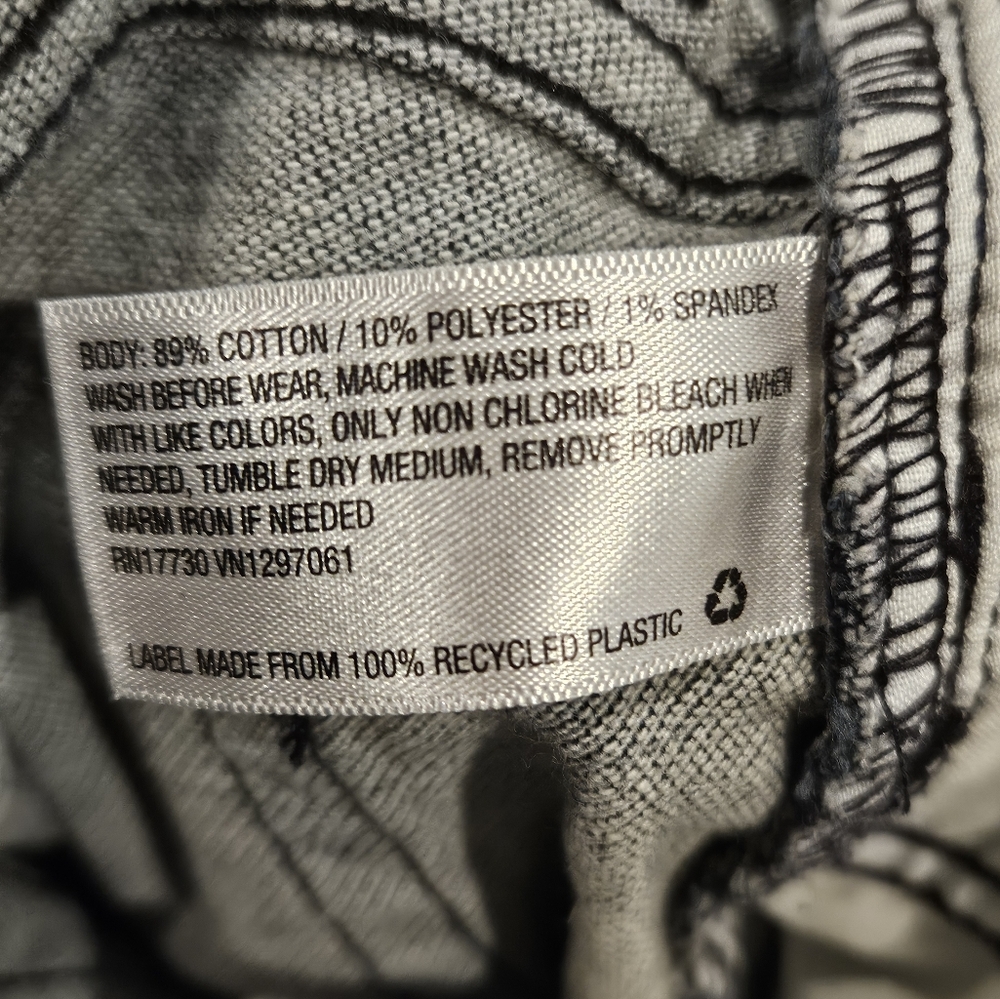 BODY: 89% COTTON / 10% POLYESTER / 1% SPANDEX
WASH BEFORE WEAR, MACHINE WASH COLD
WITH LIKE COLORS, ONLY NON CHLORINE BLEACH WHEN
NEEDED, TUMBLE DRY MEDIUM, REMOVE PROMPTLY
WARM IRON IF NEEDED
RN17730 VN1297061
LABEL MADE FROM 100% RECYCLED PLASTIC